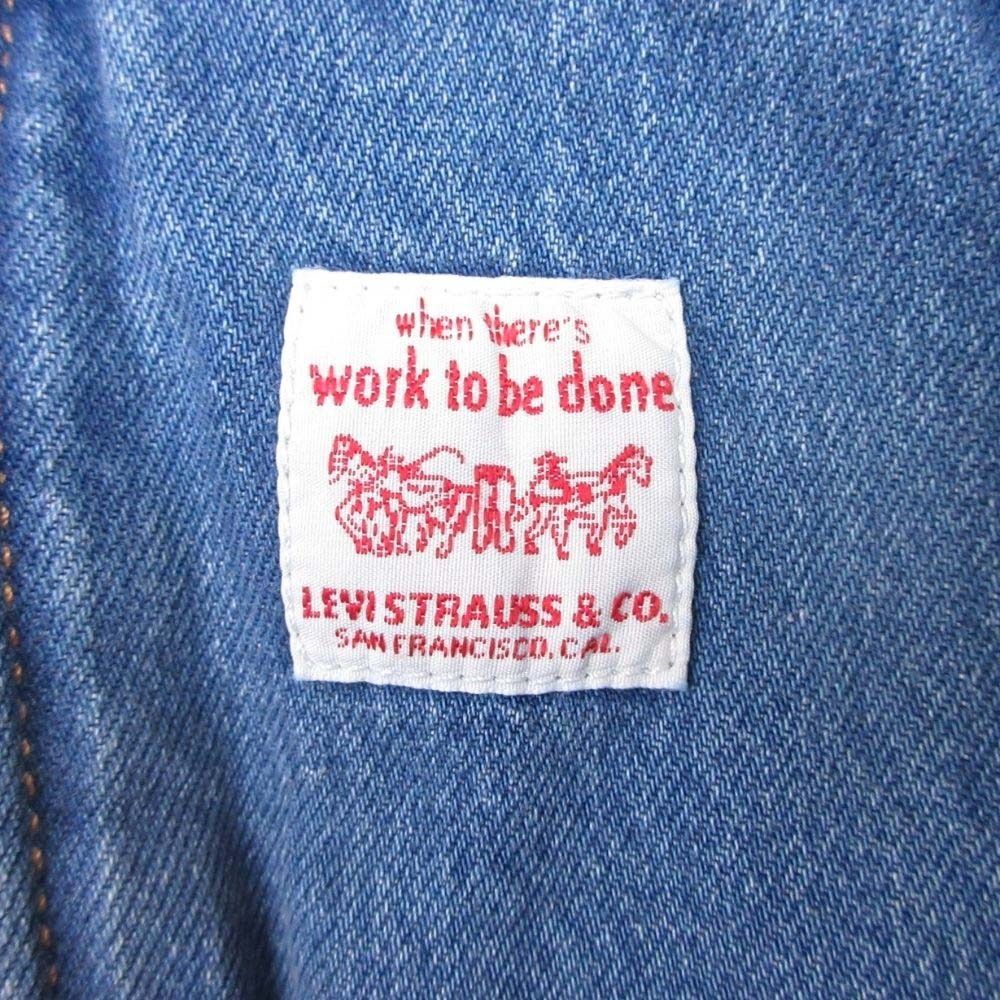 when there's
work to be done
LEVI STRAUSS & CO.
SAN FRANCISCO, CAL.